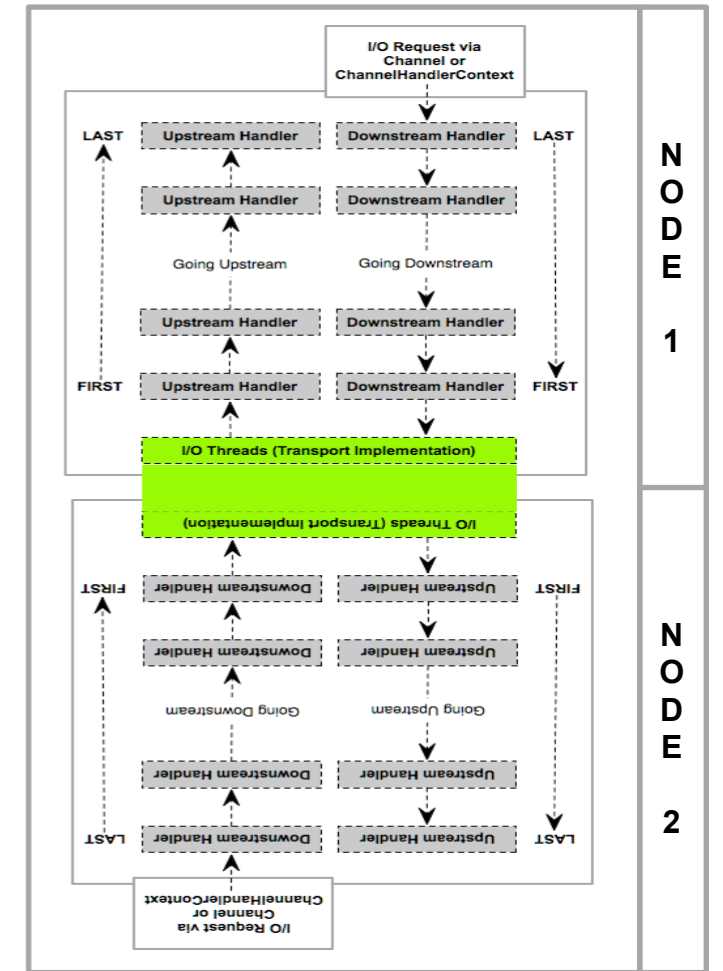 I/O Request via
Channel or
ChannelHandlerContext
LAST Upstream Handler Downstream Handler LAST
Upstream Handler Downstream Handler
Going Upstream Going Downstream
Upstream Handler Downstream Handler
FIRST Upstream Handler Downstream Handler FIRST
I/O Threads (Transport Implementation)
NODE 1
I/O Threads (Transport Implementation)
FIRST Downstream Handler Upstream Handler FIRST
Downstream Handler Upstream Handler
Going Downstream Going Upstream
Downstream Handler Upstream Handler
LAST Downstream Handler Upstream Handler LAST
I/O Request via
Channel or
ChannelHandlerContext
NODE 2